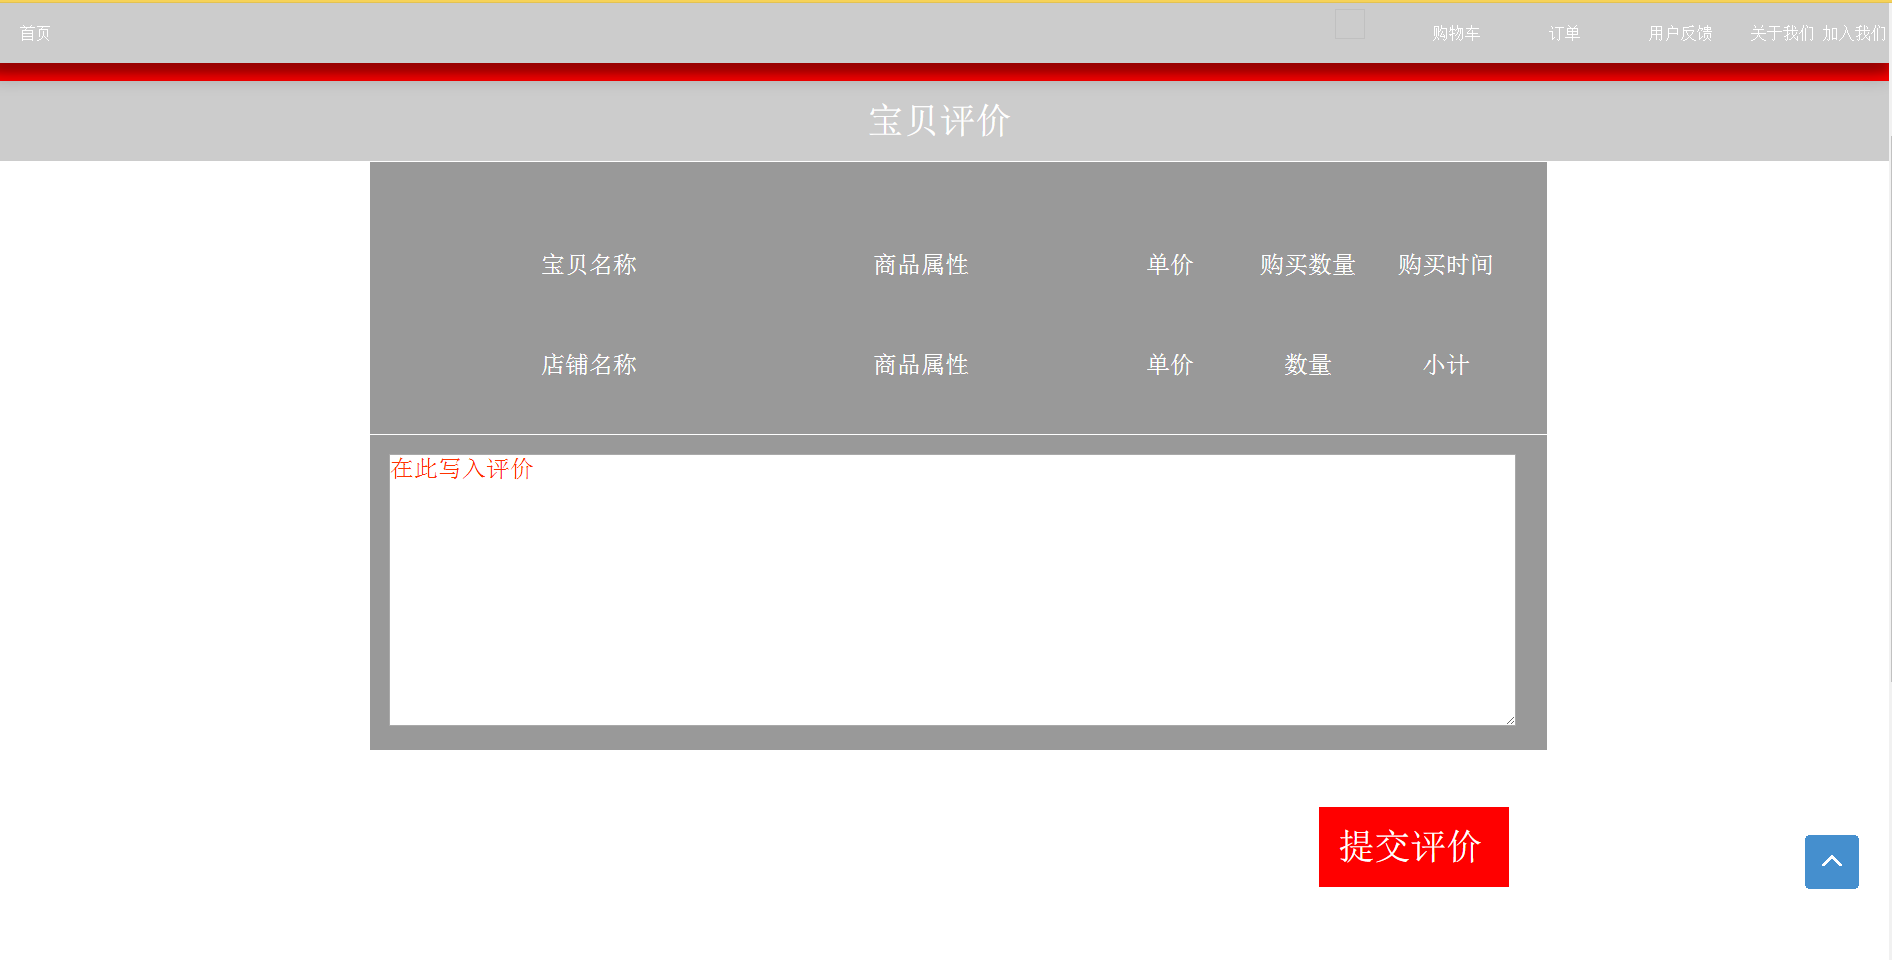 首页 购物车 订单 用户反馈 关于我们 加入我们
宝贝评价
宝贝名称 商品属性 单价 购买数量 购买时间
店铺名称 商品属性 单价 数量 小计
在此写入评价
提交评价